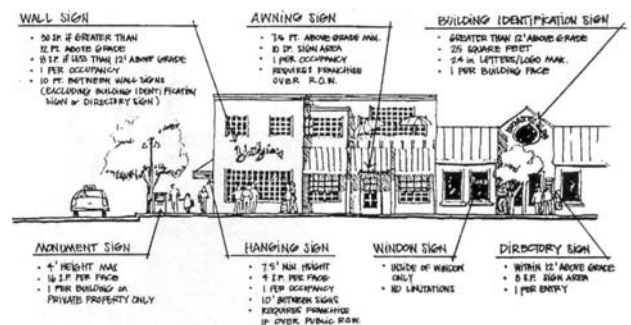 WALL SIGN
• 30 S.F. IF GREATER THAN
12 FT. ABOVE GRADE
• 15 S.F. IF LESS THAN 12' ABOVE GRADE
• 1 PER OCCUPANCY
• 10 FT. BETWEEN WALL SIGNS
(EXCLUDING BUILDING IDENTIFICATION
SIGN or DIRECTORY SIGN)
AWNING SIGN
• 7.5 FT. ABOVE GRADE MIN.
• 10 S.F. SIGN AREA
• 1 PER OCCUPANCY
REQUIRES FRANCHISE
OVER R.O.W.
BUILDING IDENTIFICATION SIGN
• GREATER THAN 12' ABOVE GRADE
• 25 SQUARE FEET
• 24 in LETTERS/LOGO MAX.
• 1 PER BUILDING FACE
MONUMENT SIGN
• 4' HEIGHT MAX
• 16 S.F. PER FACE
• 1 PER BUILDING on
PRIVATE PROPERTY ONLY
HANGING SIGN
• 7.5' MIN HEIGHT
• 4 S.F. PER FACE
• 1 PER OCCUPANCY
• 10' BETWEEN SIGNS
• REQUIRES FRANCHISE
IF OVER PUBLIC R.O.W.
WINDOW SIGN
• INSIDE OF WINDOW
ONLY
• NO LIMITATIONS
DIRECTORY SIGN
• WITHIN 12' ABOVE GRADE
• 8 S.F. SIGN AREA
• 1 PER ENTRY